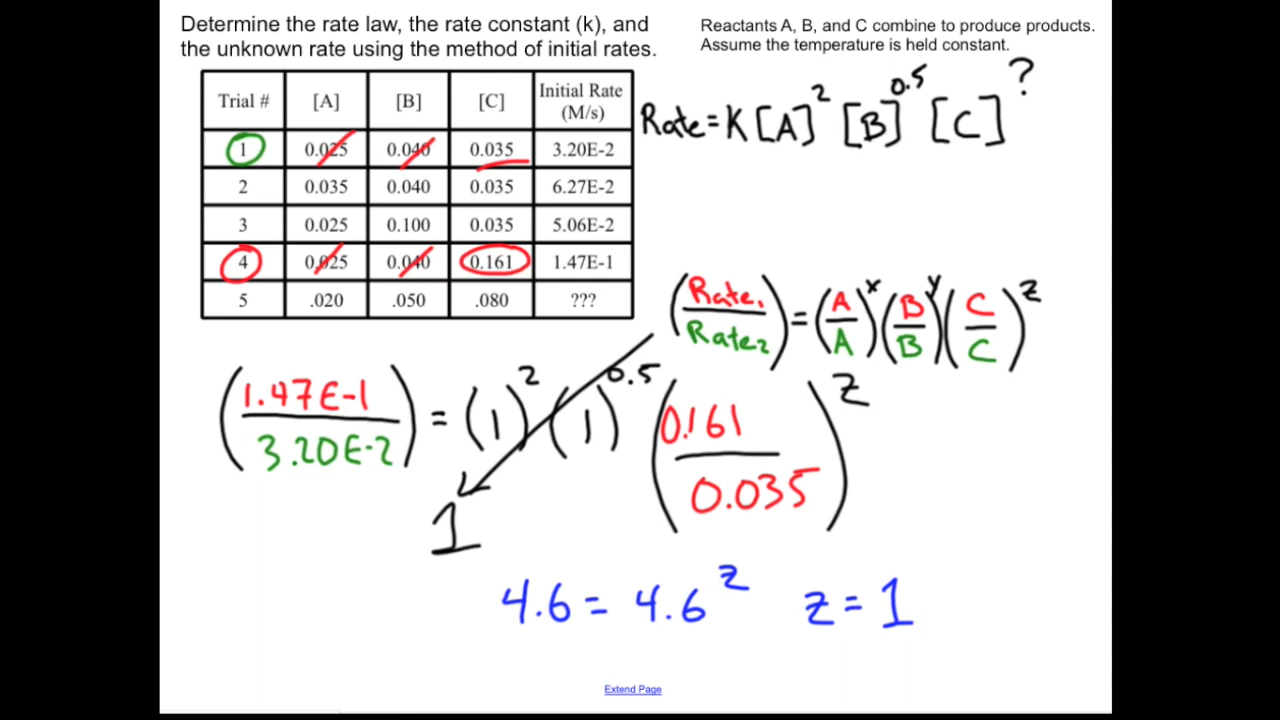 Determine the rate law, the rate constant (k), and
the unknown rate using the method of initial rates.
Reactants A, B, and C combine to produce products.
Assume the temperature is held constant.
Trial # [A] [B] [C] Initial Rate (M/s)
1 0.025 0.040 0.035 3.20E-2
2 0.035 0.040 0.035 6.27E-2
3 0.025 0.100 0.035 5.06E-2
4 0.025 0.040 0.161 1.47E-1
5 .020 .050 .080 ???
Rate = K [A]^2 [B]^0.5 [C]^?
(Rate₁/Rate₂) = (A/A)^x (B/B)^y (C/C)^z
(1.47E-1/3.20E-2) = (1)^2 (1)^0.5 (0.161/0.035)^z
1
4.6 = 4.6^z z = 1
Extend Page